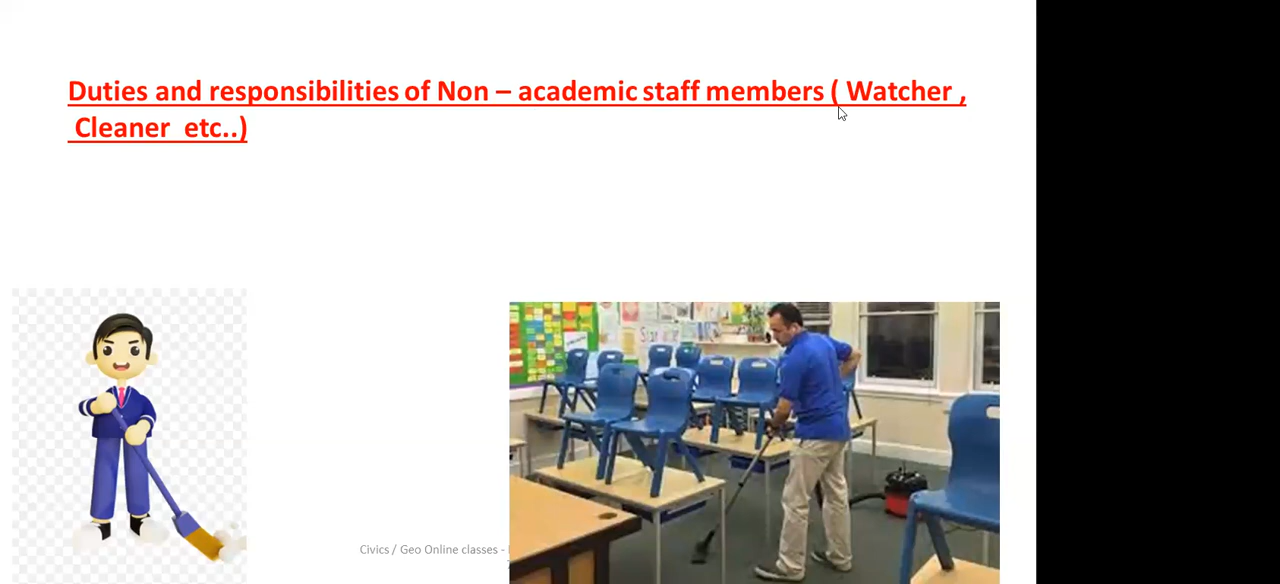 Duties and responsibilities of Non – academic staff members ( Watcher ,
Cleaner etc..)
Civics / Geo Online classes -